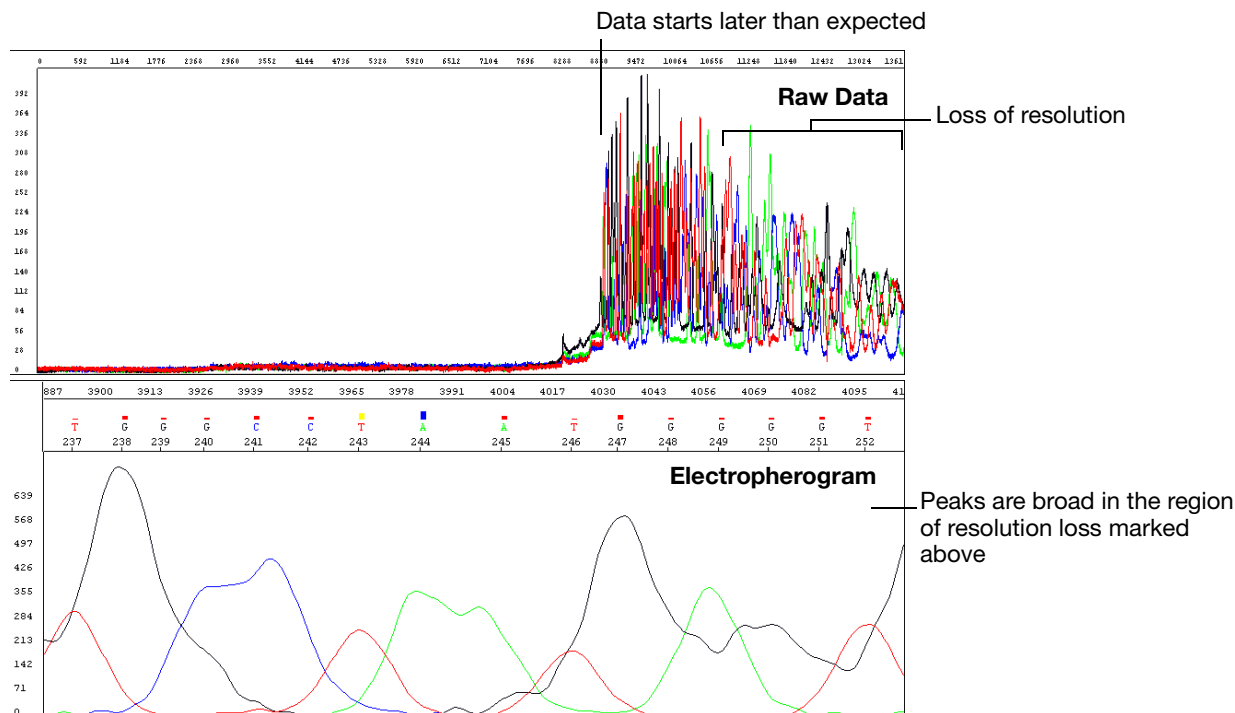 Data starts later than expected
0 592 1184 1776 2368 2960 3552 4144 4736 5328 5920 6512 7104 7696 8288 8880 9472 10064 10656 11248 11840 12432 13024 1361
Raw Data
Loss of resolution
392
364
336
308
280
252
224
196
168
140
112
84
56
28
0
887 3900 3913 3926 3939 3952 3965 3978 3991 4004 4017 4030 4043 4056 4069 4082 4095 41
T G G G C C T A A T G G G G G T
237 238 239 240 241 242 243 244 245 246 247 248 249 250 251 252
Electropherogram
Peaks are broad in the region
of resolution loss marked
above
639
568
497
426
355
284
213
142
71
0